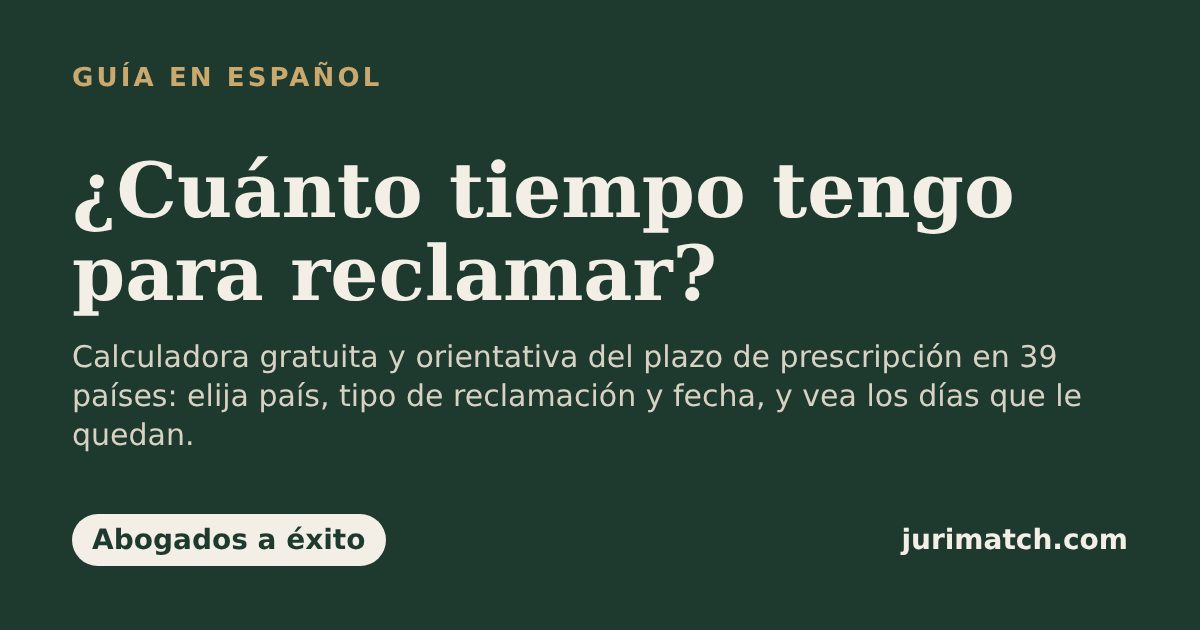 GUÍA EN ESPAÑOL
¿Cuánto tiempo tengo
para reclamar?
Calculadora gratuita y orientativa del plazo de prescripción en 39
países: elija país, tipo de reclamación y fecha, y vea los días que le
quedan.
Abogados a éxito
jurimatch.com